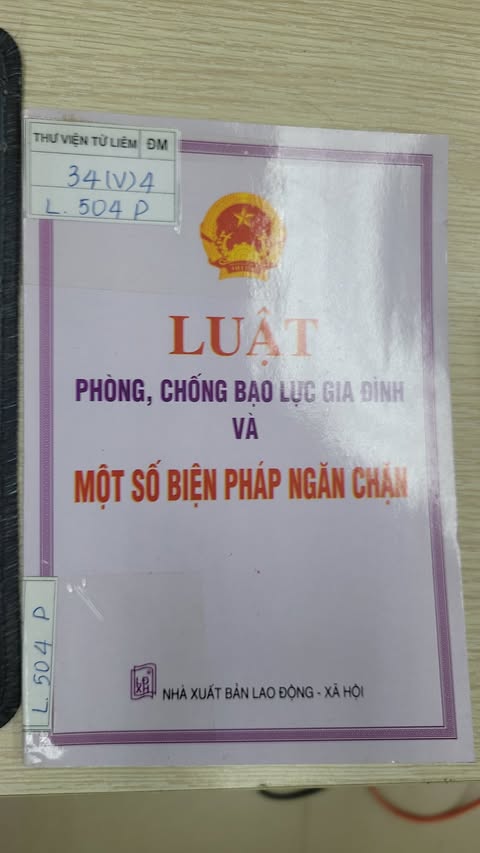 THƯ VIỆN TỪ LIÊM ĐM
34(V)4
L. 504 P
LUẬT
PHÒNG, CHỐNG BẠO LỰC GIA ĐÌNH
VÀ
MỘT SỐ BIỆN PHÁP NGĂN CHẶN
L. 504 P
NHÀ XUẤT BẢN LAO ĐỘNG - XÃ HỘI